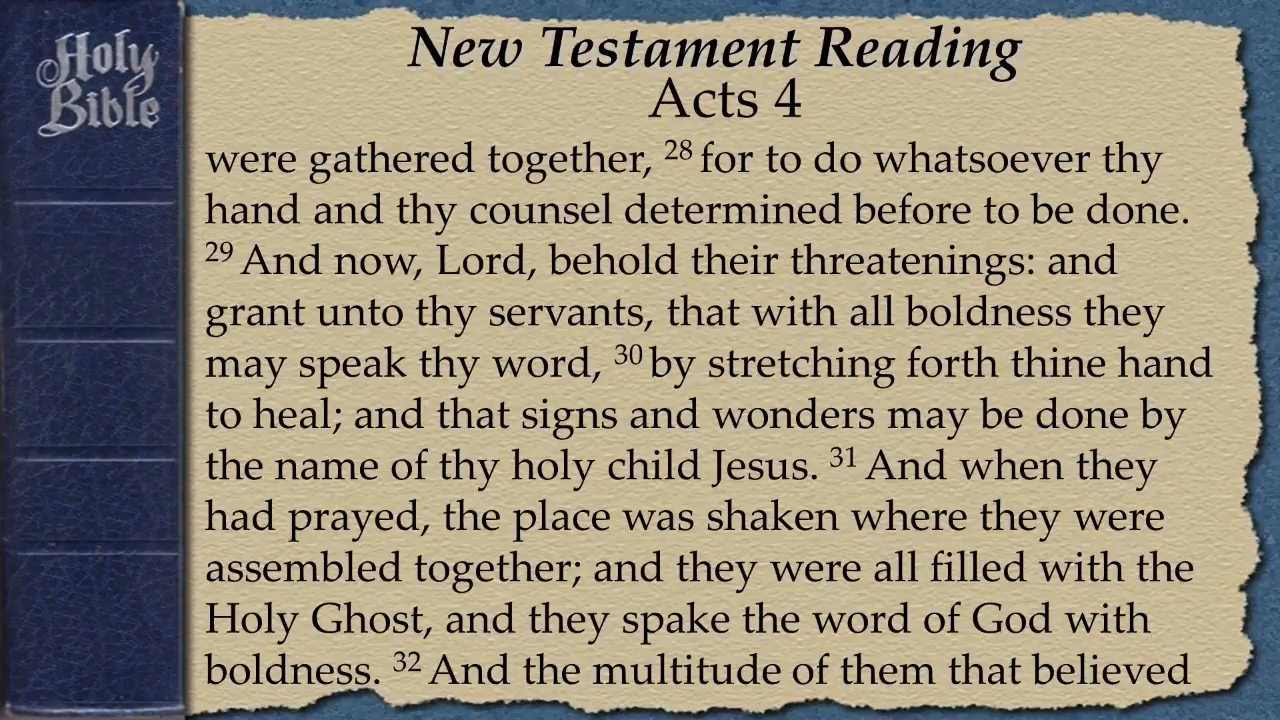 Holy
Bible
New Testament Reading
Acts 4
were gathered together, 28 for to do whatsoever thy
hand and thy counsel determined before to be done.
29 And now, Lord, behold their threatenings: and
grant unto thy servants, that with all boldness they
may speak thy word, 30 by stretching forth thine hand
to heal; and that signs and wonders may be done by
the name of thy holy child Jesus. 31 And when they
had prayed, the place was shaken where they were
assembled together; and they were all filled with the
Holy Ghost, and they spake the word of God with
boldness. 32 And the multitude of them that believed